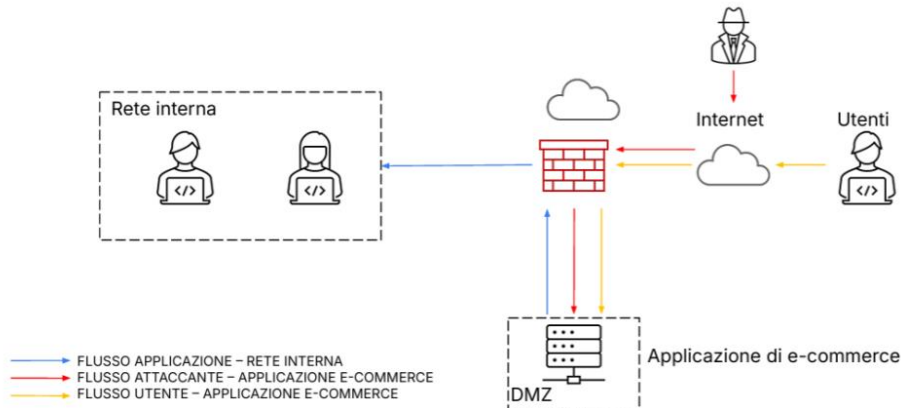 Rete interna
Internet
Utenti
</>
</>
</>
Applicazione di e-commerce
DMZ
FLUSSO APPLICAZIONE – RETE INTERNA
FLUSSO ATTACCANTE – APPLICAZIONE E-COMMERCE
FLUSSO UTENTE – APPLICAZIONE E-COMMERCE